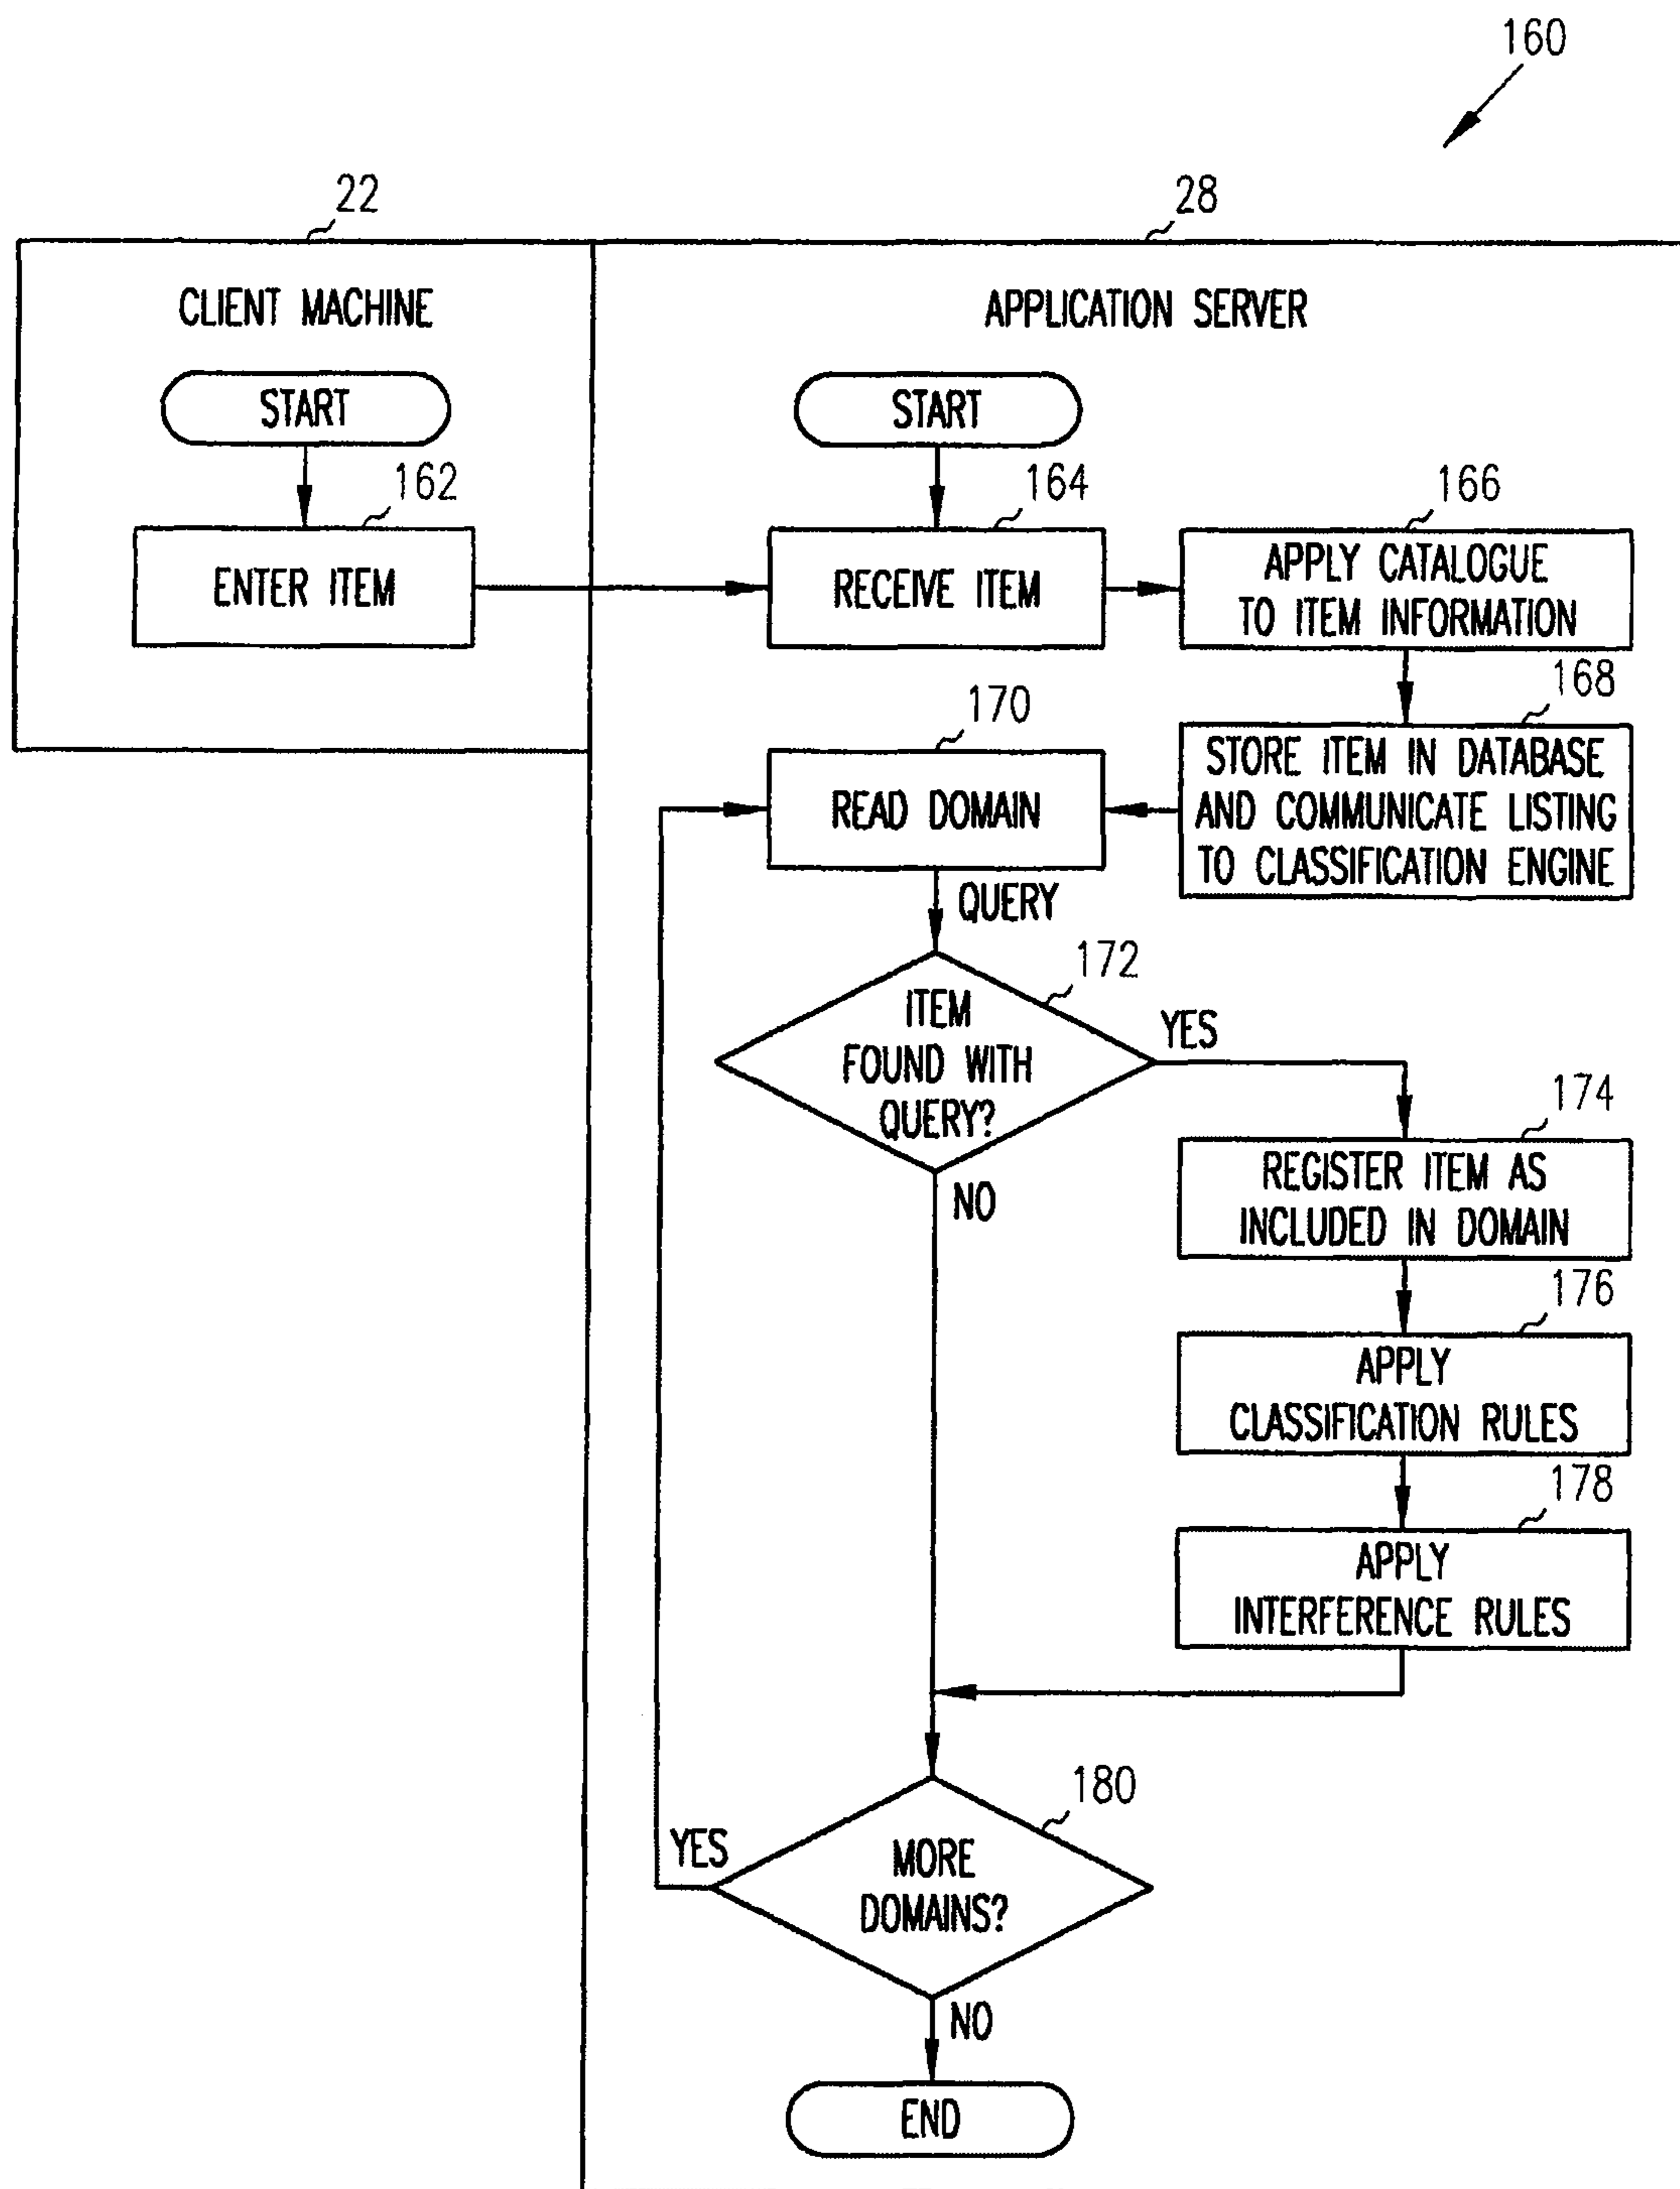 160
22
28
CLIENT MACHINE
APPLICATION SERVER
START
START
162
164
166
ENTER ITEM
RECEIVE ITEM
APPLY CATALOGUE
TO ITEM INFORMATION
168
170
STORE ITEM IN DATABASE
AND COMMUNICATE LISTING
TO CLASSIFICATION ENGINE
READ DOMAIN
QUERY
172
ITEM
FOUND WITH
QUERY?
YES
NO
174
REGISTER ITEM AS
INCLUDED IN DOMAIN
176
APPLY
CLASSIFICATION RULES
178
APPLY
INTERFERENCE RULES
180
YES
MORE
DOMAINS?
NO
END